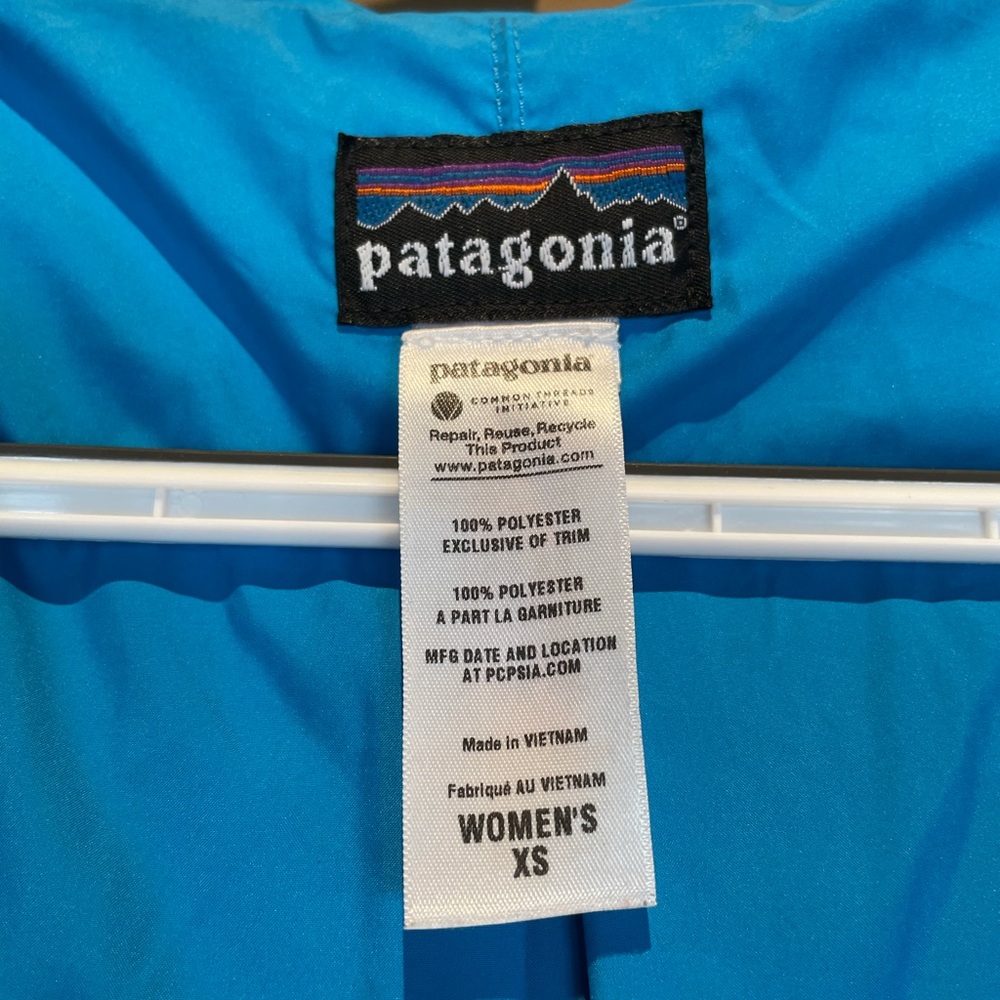 patagonia®
patagonia®
COMMON THREADS
INITIATIVE
Repair, Reuse, Recycle
This Product
www.patagonia.com
100% POLYESTER
EXCLUSIVE OF TRIM
100% POLYESTER
A PART LA GARNITURE
MFG DATE AND LOCATION
AT PCPSIA.COM
Made in VIETNAM
Fabriqué AU VIETNAM
WOMEN'S
XS